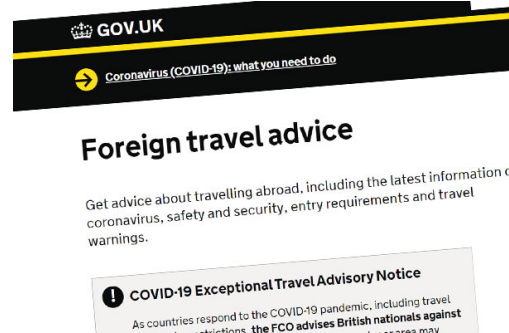 GOV.UK
Coronavirus (COVID-19): what you need to do
Foreign travel advice
Get advice about travelling abroad, including the latest information
coronavirus, safety and security, entry requirements and travel
warnings.
COVID-19 Exceptional Travel Advisory Notice
As countries respond to the COVID-19 pandemic, including travel
the FCO advises British nationals against
area may